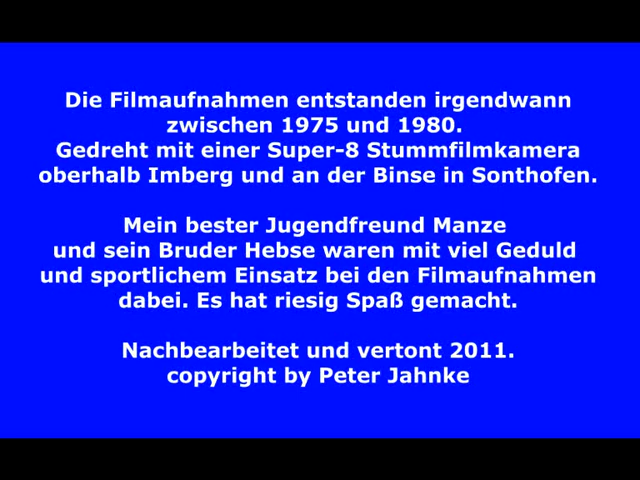 Die Filmaufnahmen entstanden irgendwann
zwischen 1975 und 1980.
Gedreht mit einer Super-8 Stummfilmkamera
oberhalb Imberg und an der Binse in Sonthofen.
Mein bester Jugendfreund Manze
und sein Bruder Hebse waren mit viel Geduld
und sportlichem Einsatz bei den Filmaufnahmen
dabei. Es hat riesig Spaß gemacht.
Nachbearbeitet und vertont 2011.
copyright by Peter Jahnke